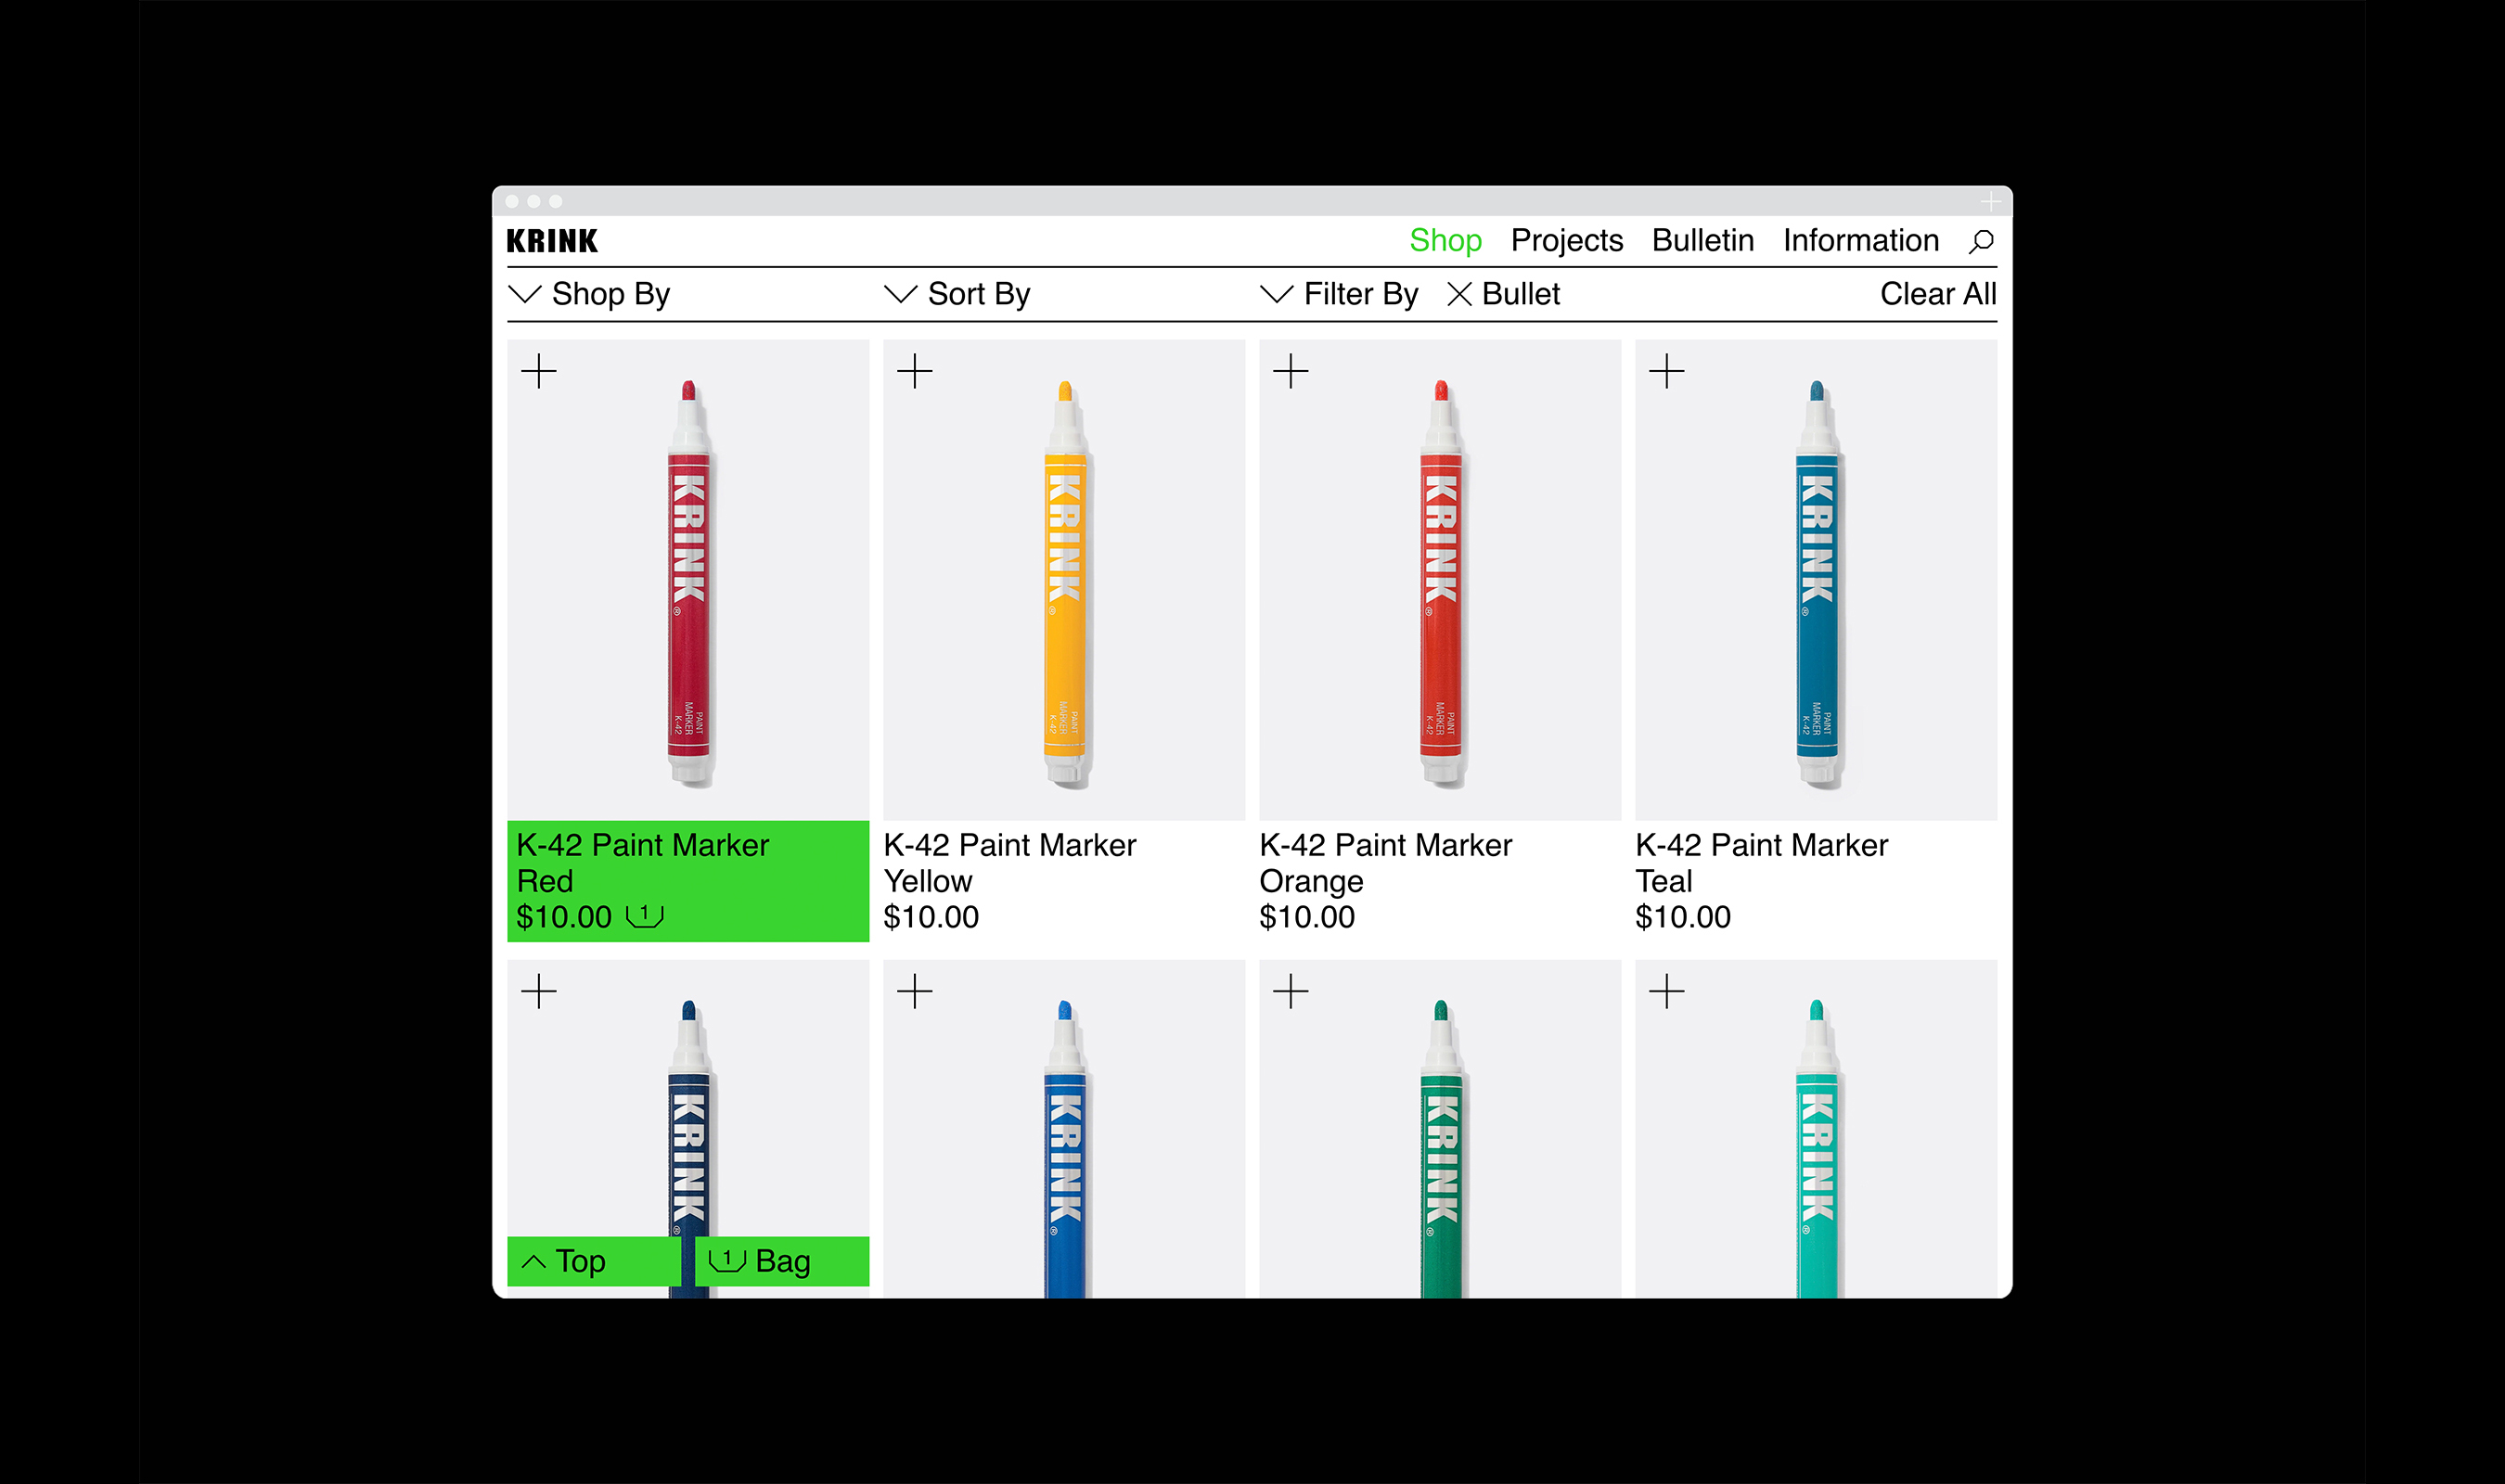 KRINK
Shop Projects Bulletin Information
Shop By Sort By Filter By Bullet Clear All
KRINK®
PAINT
MARKER
K-42
KRINK®
PAINT
MARKER
K-42
KRINK®
PAINT
MARKER
K-42
KRINK®
PAINT
MARKER
K-42
K-42 Paint Marker
Red
$10.00 1
K-42 Paint Marker
Yellow
$10.00
K-42 Paint Marker
Orange
$10.00
K-42 Paint Marker
Teal
$10.00
KRINK®
KRINK®
KRINK®
KRINK®
Top
1 Bag